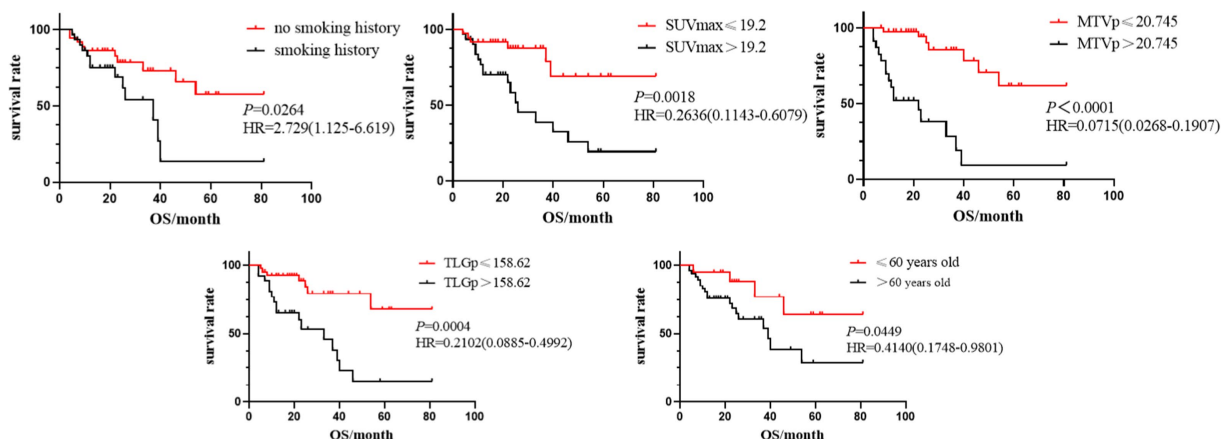 no smoking history
smoking history
survival rate
100
50
0
P=0.0264
HR=2.729(1.125-6.619)
0 20 40 60 80 100
OS/month
SUVmax≤19.2
SUVmax>19.2
survival rate
100
50
0
P=0.0018
HR=0.2636(0.1143-0.6079)
0 20 40 60 80 100
OS/month
MTVp≤20.745
MTVp>20.745
survival rate
100
50
0
P<0.0001
HR=0.0715(0.0268-0.1907)
0 20 40 60 80 100
OS/month
TLGp≤158.62
TLGp>158.62
survival rate
100
50
0
P=0.0004
HR=0.2102(0.0885-0.4992)
0 20 40 60 80 100
OS/month
≤60 years old
>60 years old
survival rate
100
50
0
P=0.0449
HR=0.4140(0.1748-0.9801)
0 20 40 60 80 100
OS/month